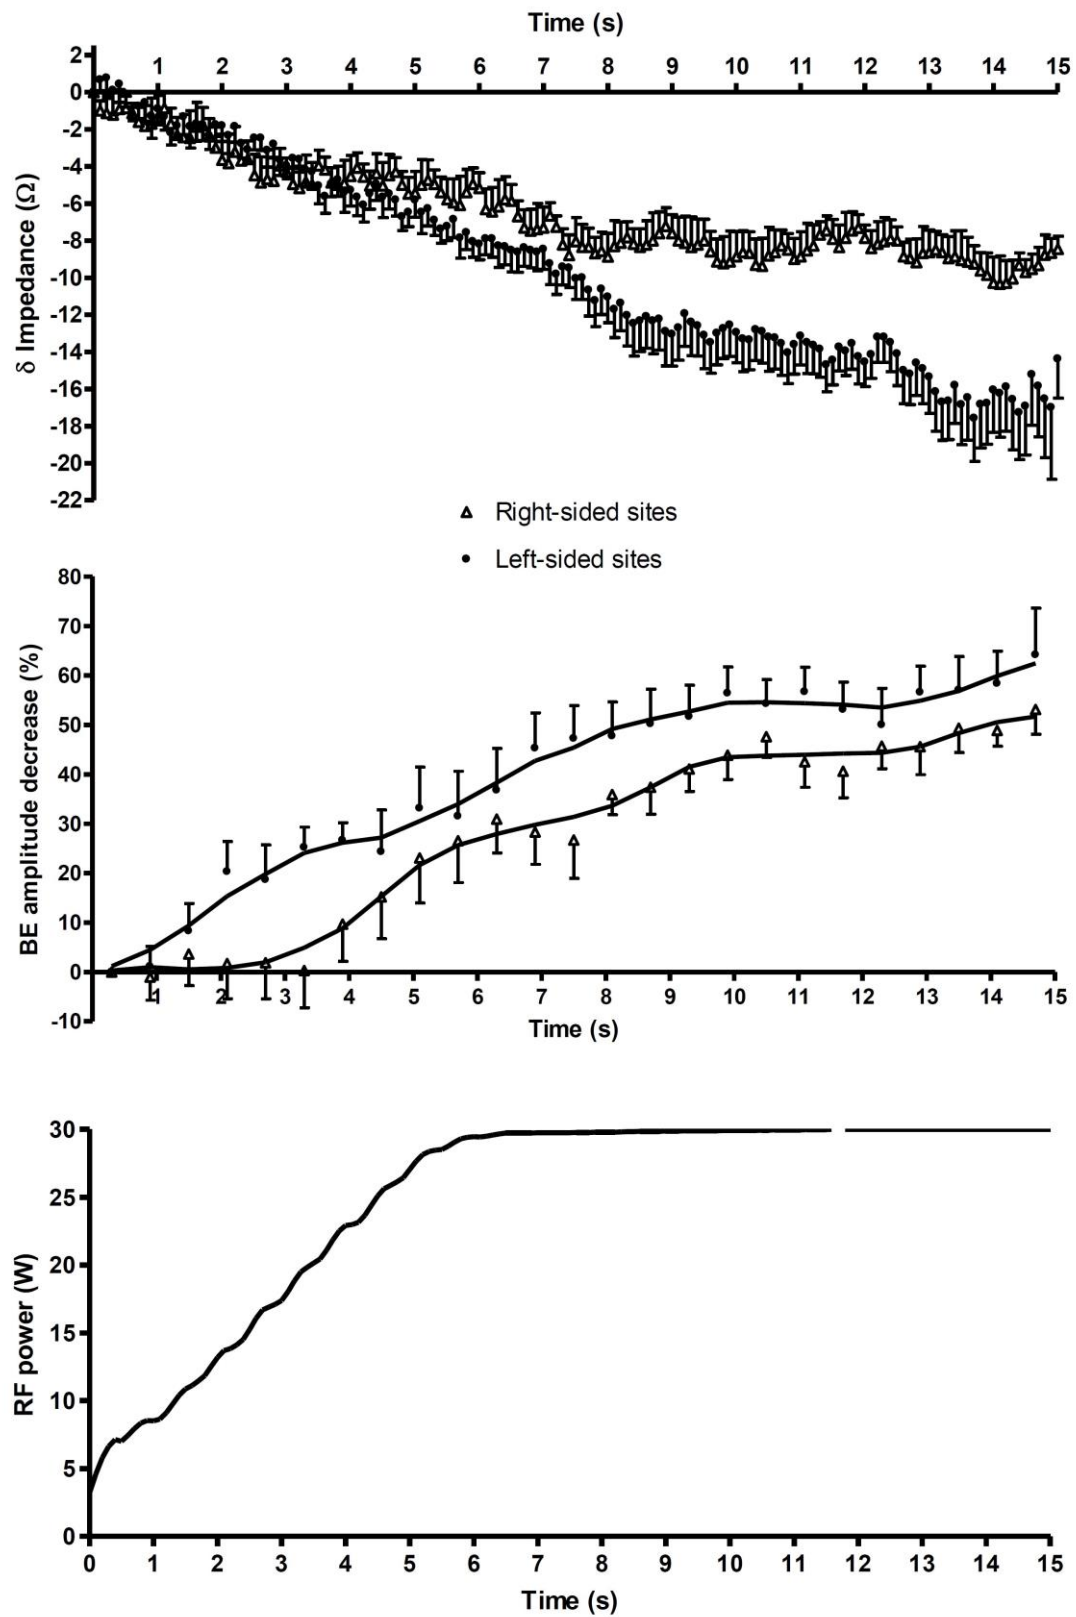 Time (s)
1 2 3 4 5 6 7 8 9 10 11 12 13 14 15
2
0
-2
-4
-6
-8
-10
-12
-14
-16
-18
-20
-22
δ Impedance (Ω)
Right-sided sites
Left-sided sites
80
70
60
50
40
30
20
10
0
-10
BE amplitude decrease (%)
1 2 3 4 5 6 7 8 9 10 11 12 13 14 15
Time (s)
30
25
20
15
10
5
0
RF power (W)
0 1 2 3 4 5 6 7 8 9 10 11 12 13 14 15
Time (s)